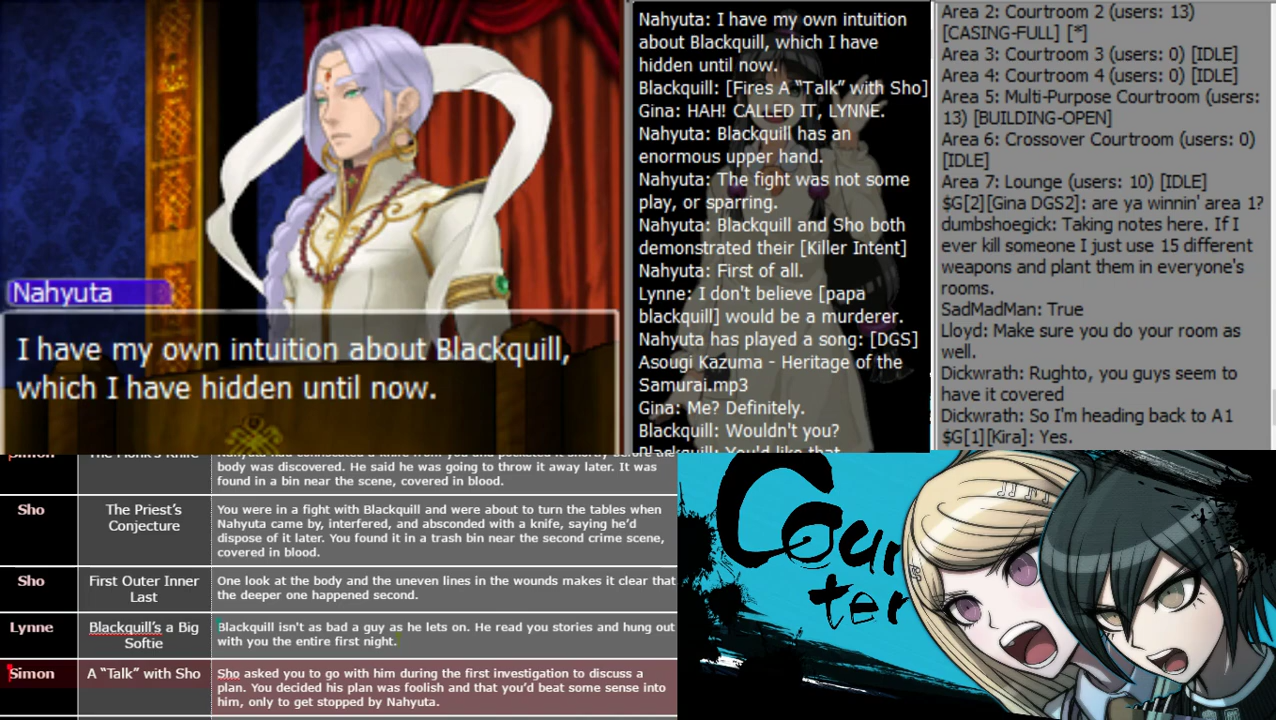 Nahyuta
I have my own intuition about Blackquill,
which I have hidden until now.
Nahyuta: I have my own intuition
about Blackquill, which I have
hidden until now.
Blackquill: [Fires A “Talk” with Sho]
Gina: HAH! CALLED IT, LYNNE.
Nahyuta: Blackquill has an
enormous upper hand.
Nahyuta: The fight was not some
play, or sparring.
Nahyuta: Blackquill and Sho both
demonstrated their [Killer Intent]
Nahyuta: First of all.
Lynne: I don't believe [papa
blackquill] would be a murderer.
Nahyuta has played a song: [DGS]
Asougi Kazuma - Heritage of the
Samurai.mp3
Gina: Me? Definitely.
Blackquill: Wouldn't you?
Blackquill: You'd like that
Area 2: Courtroom 2 (users: 13)
[CASING-FULL] [*]
Area 3: Courtroom 3 (users: 0) [IDLE]
Area 4: Courtroom 4 (users: 0) [IDLE]
Area 5: Multi-Purpose Courtroom (users:
13) [BUILDING-OPEN]
Area 6: Crossover Courtroom (users: 0)
[IDLE]
Area 7: Lounge (users: 10) [IDLE]
$G[2][Gina DGS2]: are ya winnin' area 1?
dumbshoegick: Taking notes here. If I
ever kill someone I just use 15 different
weapons and plant them in everyone's
rooms.
SadMadMan: True
Lloyd: Make sure you do your room as
well.
Dickwrath: Rughto, you guys seem to
have it covered
Dickwrath: So I'm heading back to A1
$G[1][Kira]: Yes.
Simon
The Monk's Knife
body was discovered. He said he was going to throw it away later. It was
found in a bin near the scene, covered in blood.
Sho
The Priest’s
Conjecture
You were in a fight with Blackquill and were about to turn the tables when
Nahyuta came by, interfered, and absconded with a knife, saying he’d
dispose of it later. You found it in a trash bin near the second crime scene,
covered in blood.
Sho
First Outer Inner
Last
One look at the body and the uneven lines in the wounds makes it clear that
the deeper one happened second.
Lynne
Blackquill’s a Big
Softie
Blackquill isn't as bad a guy as he lets on. He read you stories and hung out
with you the entire first night.
Simon
A “Talk” with Sho
Sho asked you to go with him during the first investigation to discuss a
plan. You decided his plan was foolish and that you’d beat some sense into
him, only to get stopped by Nahyuta.
Coun
ter